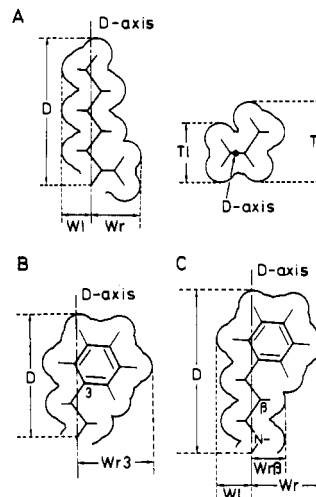 A
D-axis
D
Wl
Wr
Tl
T
D-axis
B
D-axis
D
3
Wr3
C
D-axis
D
β
N-
Wrβ
Wl
Wr